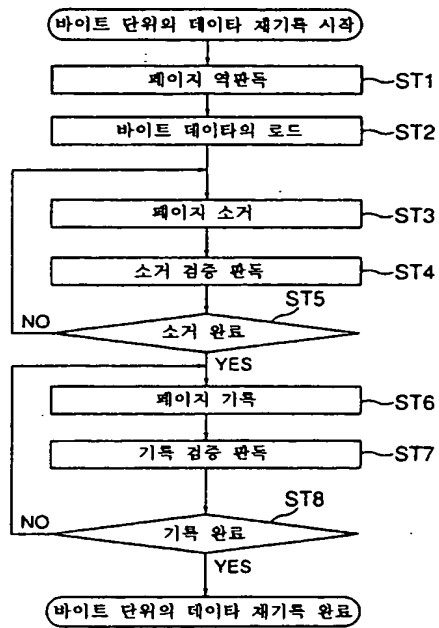 바이트 단위의 데이타 재기록 시작
페이지 역판독 ST1
바이트 데이타의 로드 ST2
페이지 소거 ST3
소거 검증 판독 ST4
ST5
NO 소거 완료
YES
페이지 기록 ST6
기록 검증 판독 ST7
ST8
NO 기록 완료
YES
바이트 단위의 데이타 재기록 완료